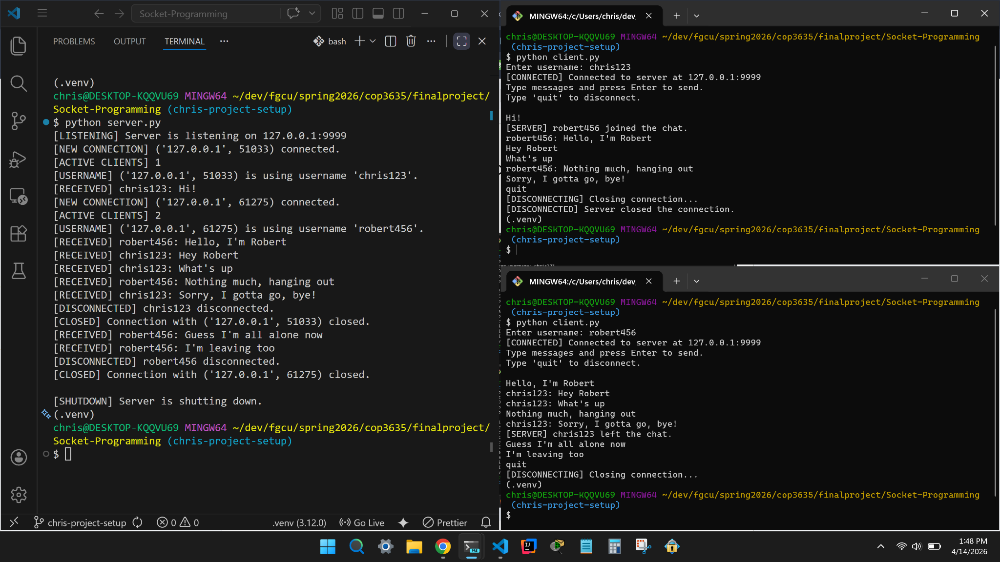 Socket-Programming
PROBLEMS OUTPUT TERMINAL ··· bash
(.venv)
chris@DESKTOP-KQQVU69 MINGW64 ~/dev/fgcu/spring2026/cop3635/finalproject/
Socket-Programming (chris-project-setup)
$ python server.py
[LISTENING] Server is listening on 127.0.0.1:9999
[NEW CONNECTION] ('127.0.0.1', 51033) connected.
[ACTIVE CLIENTS] 1
[USERNAME] ('127.0.0.1', 51033) is using username 'chris123'.
[RECEIVED] chris123: Hi!
[NEW CONNECTION] ('127.0.0.1', 61275) connected.
[ACTIVE CLIENTS] 2
[USERNAME] ('127.0.0.1', 61275) is using username 'robert456'.
[RECEIVED] robert456: Hello, I'm Robert
[RECEIVED] chris123: Hey Robert
[RECEIVED] chris123: What's up
[RECEIVED] robert456: Nothing much, hanging out
[RECEIVED] chris123: Sorry, I gotta go, bye!
[DISCONNECTED] chris123 disconnected.
[CLOSED] Connection with ('127.0.0.1', 51033) closed.
[RECEIVED] robert456: Guess I'm all alone now
[RECEIVED] robert456: I'm leaving too
[DISCONNECTED] robert456 disconnected.
[CLOSED] Connection with ('127.0.0.1', 61275) closed.
[SHUTDOWN] Server is shutting down.
(.venv)
chris@DESKTOP-KQQVU69 MINGW64 ~/dev/fgcu/spring2026/cop3635/finalproject/
Socket-Programming (chris-project-setup)
$
chris-project-setup 0 0 .venv (3.12.0) Go Live Prettier
MINGW64:/c/Users/chris/dev
chris@DESKTOP-KQQVU69 MINGW64 ~/dev/fgcu/spring2026/cop3635/finalproject/Socket-Programming
(chris-project-setup)
$ python client.py
Enter username: chris123
[CONNECTED] Connected to server at 127.0.0.1:9999
Type messages and press Enter to send.
Type 'quit' to disconnect.
Hi!
[SERVER] robert456 joined the chat.
robert456: Hello, I'm Robert
Hey Robert
What's up
robert456: Nothing much, hanging out
Sorry, I gotta go, bye!
quit
[DISCONNECTING] Closing connection...
[DISCONNECTED] Server closed the connection.
(.venv)
chris@DESKTOP-KQQVU69 MINGW64 ~/dev/fgcu/spring2026/cop3635/finalproject/Socket-Programming
(chris-project-setup)
$
MINGW64:/c/Users/chris/dev
chris@DESKTOP-KQQVU69 MINGW64 ~/dev/fgcu/spring2026/cop3635/finalproject/Socket-Programming
(chris-project-setup)
$ python client.py
Enter username: robert456
[CONNECTED] Connected to server at 127.0.0.1:9999
Type messages and press Enter to send.
Type 'quit' to disconnect.
Hello, I'm Robert
chris123: Hey Robert
chris123: What's up
Nothing much, hanging out
chris123: Sorry, I gotta go, bye!
[SERVER] chris123 left the chat.
Guess I'm all alone now
I'm leaving too
quit
[DISCONNECTING] Closing connection...
(.venv)
chris@DESKTOP-KQQVU69 MINGW64 ~/dev/fgcu/spring2026/cop3635/finalproject/Socket-Programming
(chris-project-setup)
$
PRE
IJ
1:48 PM
4/14/2026